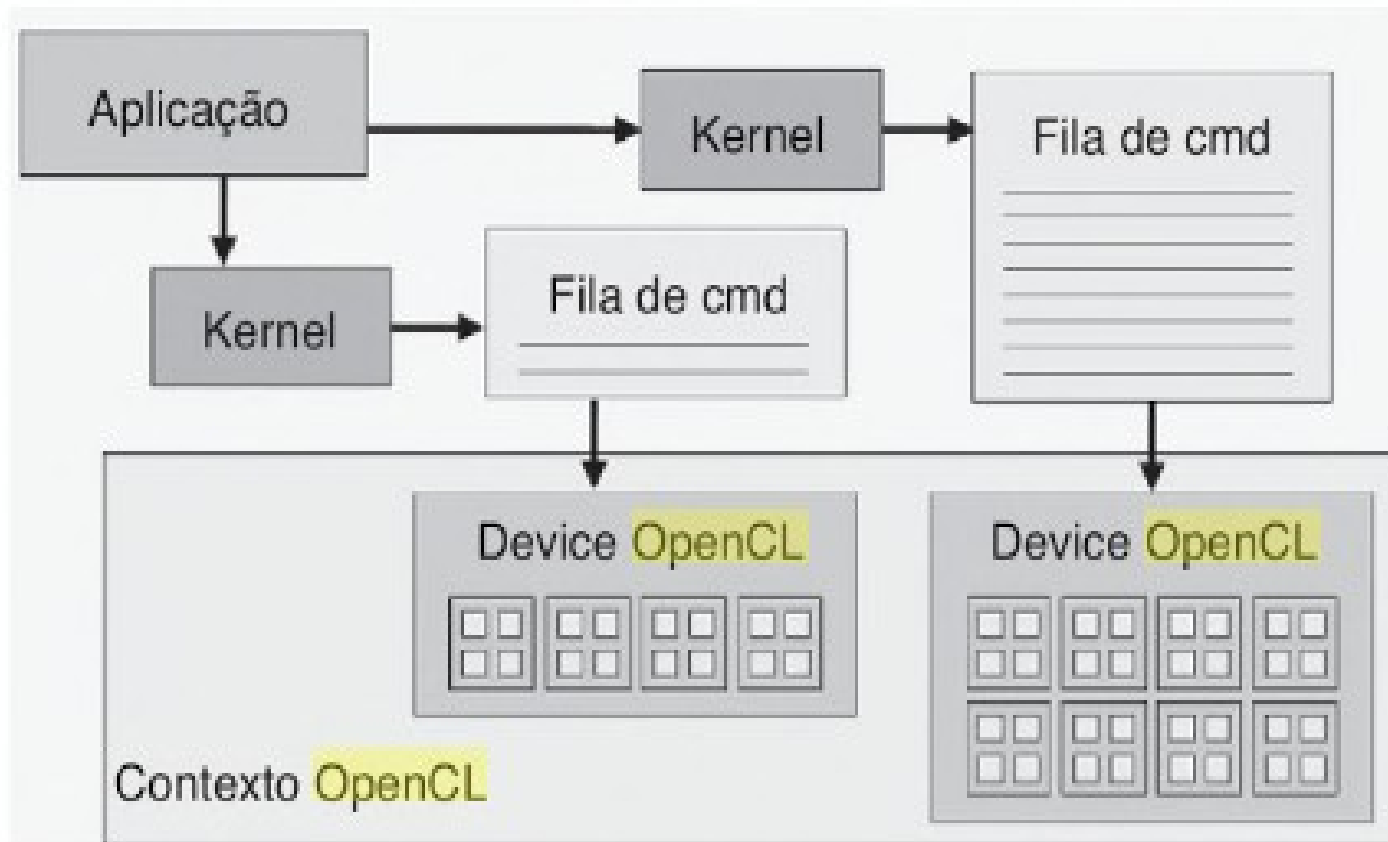 Aplicação
Kernel
Fila de cmd
Kernel
Fila de cmd
Device OpenCL
Device OpenCL
Contexto OpenCL